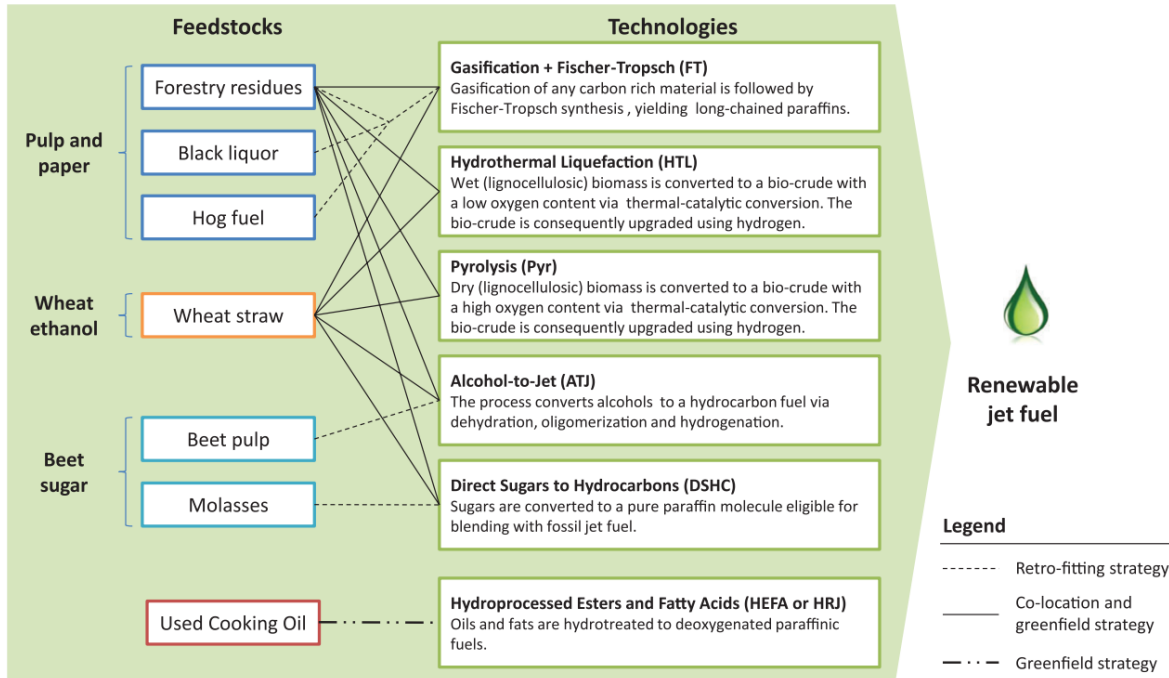 Feedstocks
Technologies
Pulp and
paper
Forestry residues
Black liquor
Hog fuel
Wheat
ethanol
Wheat straw
Beet
sugar
Beet pulp
Molasses
Used Cooking Oil
Gasification + Fischer-Tropsch (FT)
Gasification of any carbon rich material is followed by
Fischer-Tropsch synthesis , yielding long-chained paraffins.
Hydrothermal Liquefaction (HTL)
Wet (lignocellulosic) biomass is converted to a bio-crude with
a low oxygen content via thermal-catalytic conversion. The
bio-crude is consequently upgraded using hydrogen.
Pyrolysis (Pyr)
Dry (lignocellulosic) biomass is converted to a bio-crude with
a high oxygen content via thermal-catalytic conversion. The
bio-crude is consequently upgraded using hydrogen.
Alcohol-to-Jet (ATJ)
The process converts alcohols to a hydrocarbon fuel via
dehydration, oligomerization and hydrogenation.
Direct Sugars to Hydrocarbons (DSHC)
Sugars are converted to a pure paraffin molecule eligible for
blending with fossil jet fuel.
Hydroprocessed Esters and Fatty Acids (HEFA or HRJ)
Oils and fats are hydrotreated to deoxygenated paraffinic
fuels.
Renewable
jet fuel
Legend
Retro-fitting strategy
Co-location and
greenfield strategy
Greenfield strategy